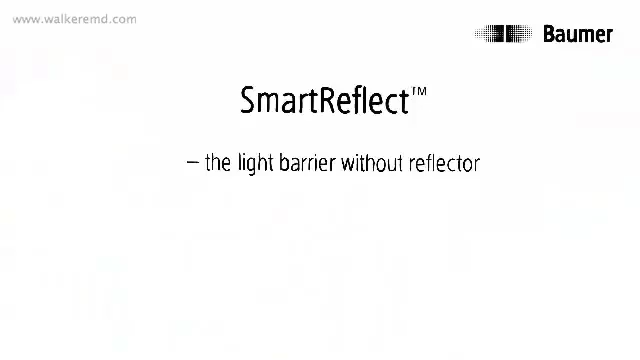 www.walkeremd.com
Baumer
SmartReflect™
– the light barrier without reflector